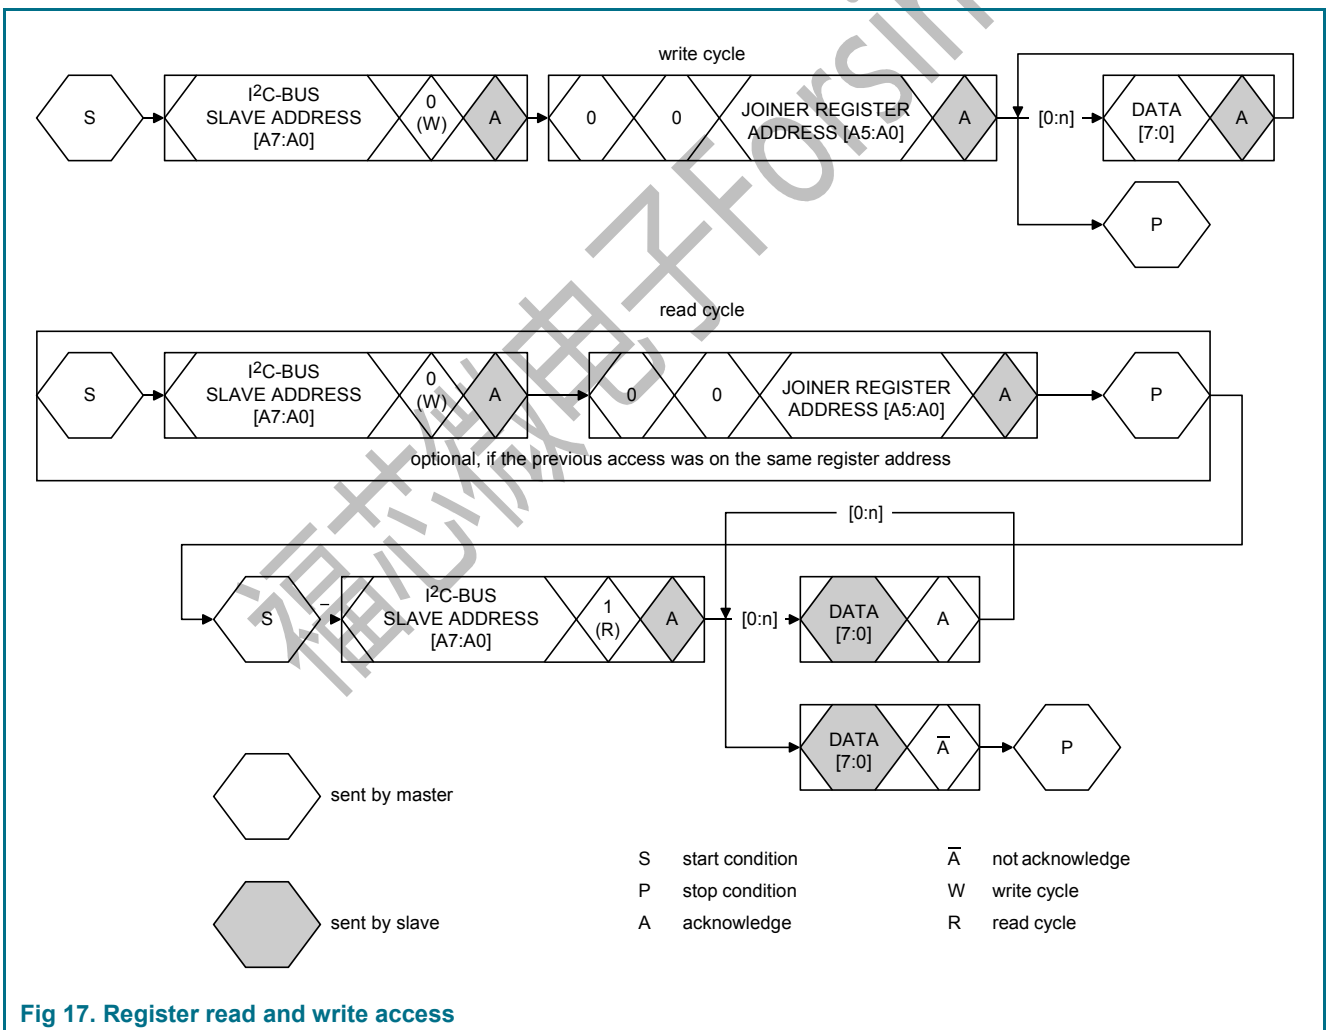 write cycle
S
I2C-BUS
SLAVE ADDRESS
[A7:A0]
0
(W)
A
0
0
JOINER REGISTER
ADDRESS [A5:A0]
A
[0:n]
DATA
[7:0]
A
P
read cycle
S
I2C-BUS
SLAVE ADDRESS
[A7:A0]
0
(W)
A
0
0
JOINER REGISTER
ADDRESS [A5:A0]
A
P
optional, if the previous access was on the same register address
[0:n]
S
I2C-BUS
SLAVE ADDRESS
[A7:A0]
1
(R)
A
[0:n]
DATA
[7:0]
A
DATA
[7:0]
A̅
P
sent by master
sent by slave
S start condition
P stop condition
A acknowledge
A̅ not acknowledge
W write cycle
R read cycle
Fig 17. Register read and write access